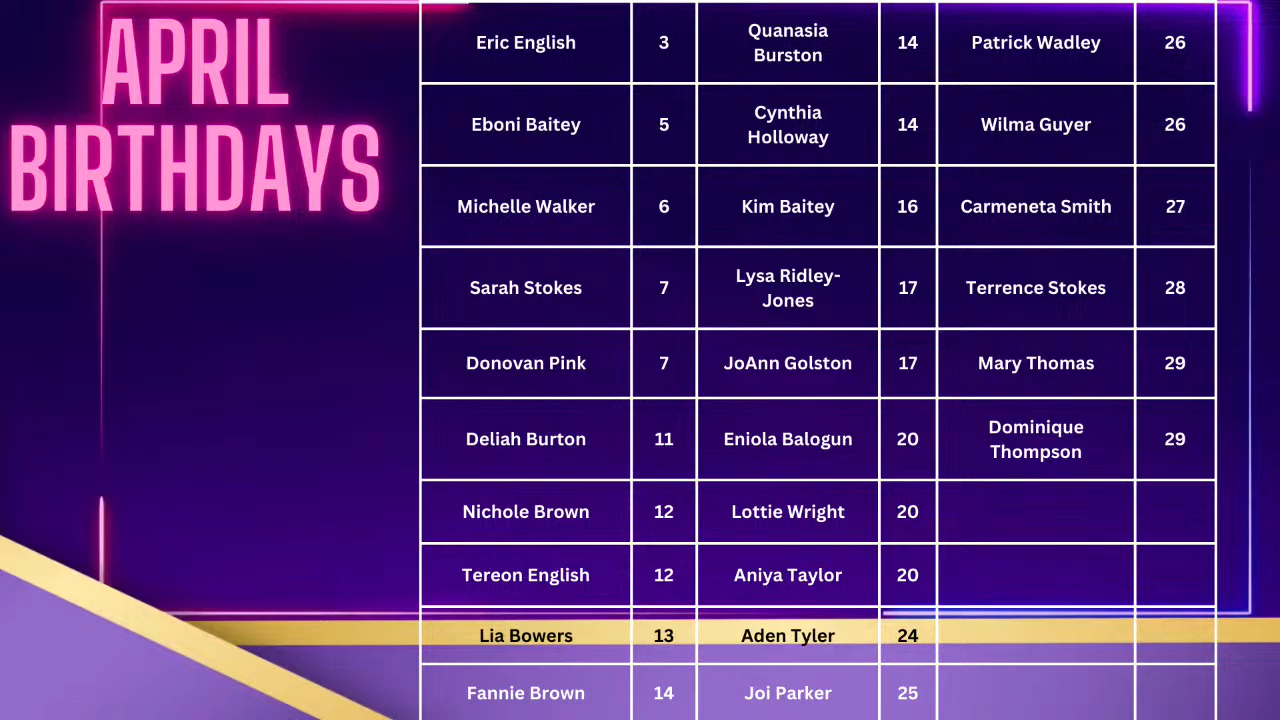 APRIL
BIRTHDAYS
Eric English 3 Quanasia Burston 14 Patrick Wadley 26
Eboni Baitey 5 Cynthia Holloway 14 Wilma Guyer 26
Michelle Walker 6 Kim Baitey 16 Carmeneta Smith 27
Sarah Stokes 7 Lysa Ridley-Jones 17 Terrence Stokes 28
Donovan Pink 7 JoAnn Golston 17 Mary Thomas 29
Deliah Burton 11 Eniola Balogun 20 Dominique Thompson 29
Nichole Brown 12 Lottie Wright 20
Tereon English 12 Aniya Taylor 20
Lia Bowers 13 Aden Tyler 24
Fannie Brown 14 Joi Parker 25